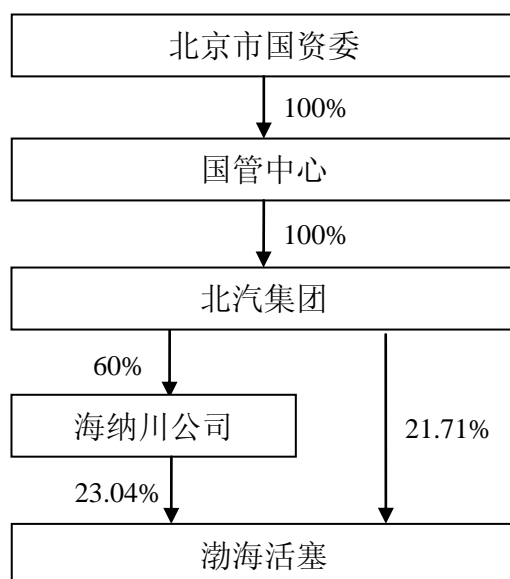 北京市国资委
100%
国管中心
100%
北汽集团
60%
海纳川公司
21.71%
23.04%
渤海活塞